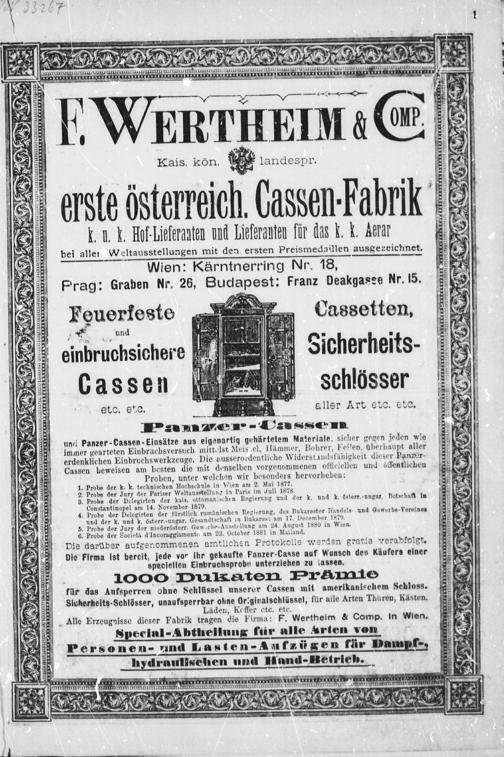 33267
1
F. WERTHEIM & COMP.
Kais. kön. landespr.
erste österreich. Cassen-Fabrik
k. u. k. Hof-Lieferanten und Lieferanten für das k. k. Aerar
bei allen Weltausstellungen mit den ersten Preismedaillen ausgezeichnet.
Wien: Kärntnerring Nr. 18,
Prag: Graben Nr. 26, Budapest: Franz Deakgasse Nr. 15.
Feuerfeste
und
einbruchsichere
Cassen
etc. etc.
Cassetten,
Sicherheits-
schlösser
aller Art etc. etc.
Panzer-Cassen
und Panzer-Cassen-Einsätze aus eigenartig gehärtetem Materiale, sicher gegen jeden wie
immer gearteten Einbruchsversuch mittelst Meissel, Hämmer, Bohrer, Feilen, überhaupt aller
erdenklichen Einbruchswerkzeuge. Die ausserordentliche Widerstandsfähigkeit dieser Panzer-
Cassen beweisen am besten die mit denselben vorgenommenen officiellen und öffentlichen
Proben, unter welchen wir besonders hervorheben:
1. Probe der k. k. technischen Hochschule in Wien am 2. Mai 1877.
2. Probe der Jury der Pariser Weltausstellung in Paris im Juli 1878.
3. Probe der Delegirten der kais. ottomanischen Regierung und der k. und k. österr.-ungar. Botschaft in
Constantinopel am 14. November 1879.
4. Probe der Delegirten der fürstlich rumänischen Regierung, des Bukarester Handels- und Gewerbe-Vereines
und der k. und k. österr.-ungar. Gesandtschaft in Bukarest am 17. December 1879.
5. Probe der Jury der niederösterr. Gewerbe-Ausstellung am 24. August 1880 in Wien.
6. Probe der Societá d'Incoraggiamento am 22. October 1881 in Mailand.
Die darüber aufgenommenen amtlichen Protokolle werden gratis verabfolgt.
Die Firma ist bereit, jede vor ihr gekaufte Panzer-Casse auf Wunsch des Käufers einer
speciellen Einbruchsprobe unterziehen zu lassen.
1000 Dukaten Prämie
für das Aufsperren ohne Schlüssel unserer Cassen mit amerikanischem Schloss.
Sicherheits-Schlösser, unaufsperrbar ohne Originalschlüssel, für alle Arten Thüren, Kästen,
Läden, Koffer etc. etc.
Alle Erzeugnisse dieser Fabrik tragen die Firma: F. Wertheim & Comp. in Wien.
Special-Abtheilung für alle Arten von
Personen- und Lasten-Aufzügen für Dampf-,
hydraulischen und Hand-Betrieb.